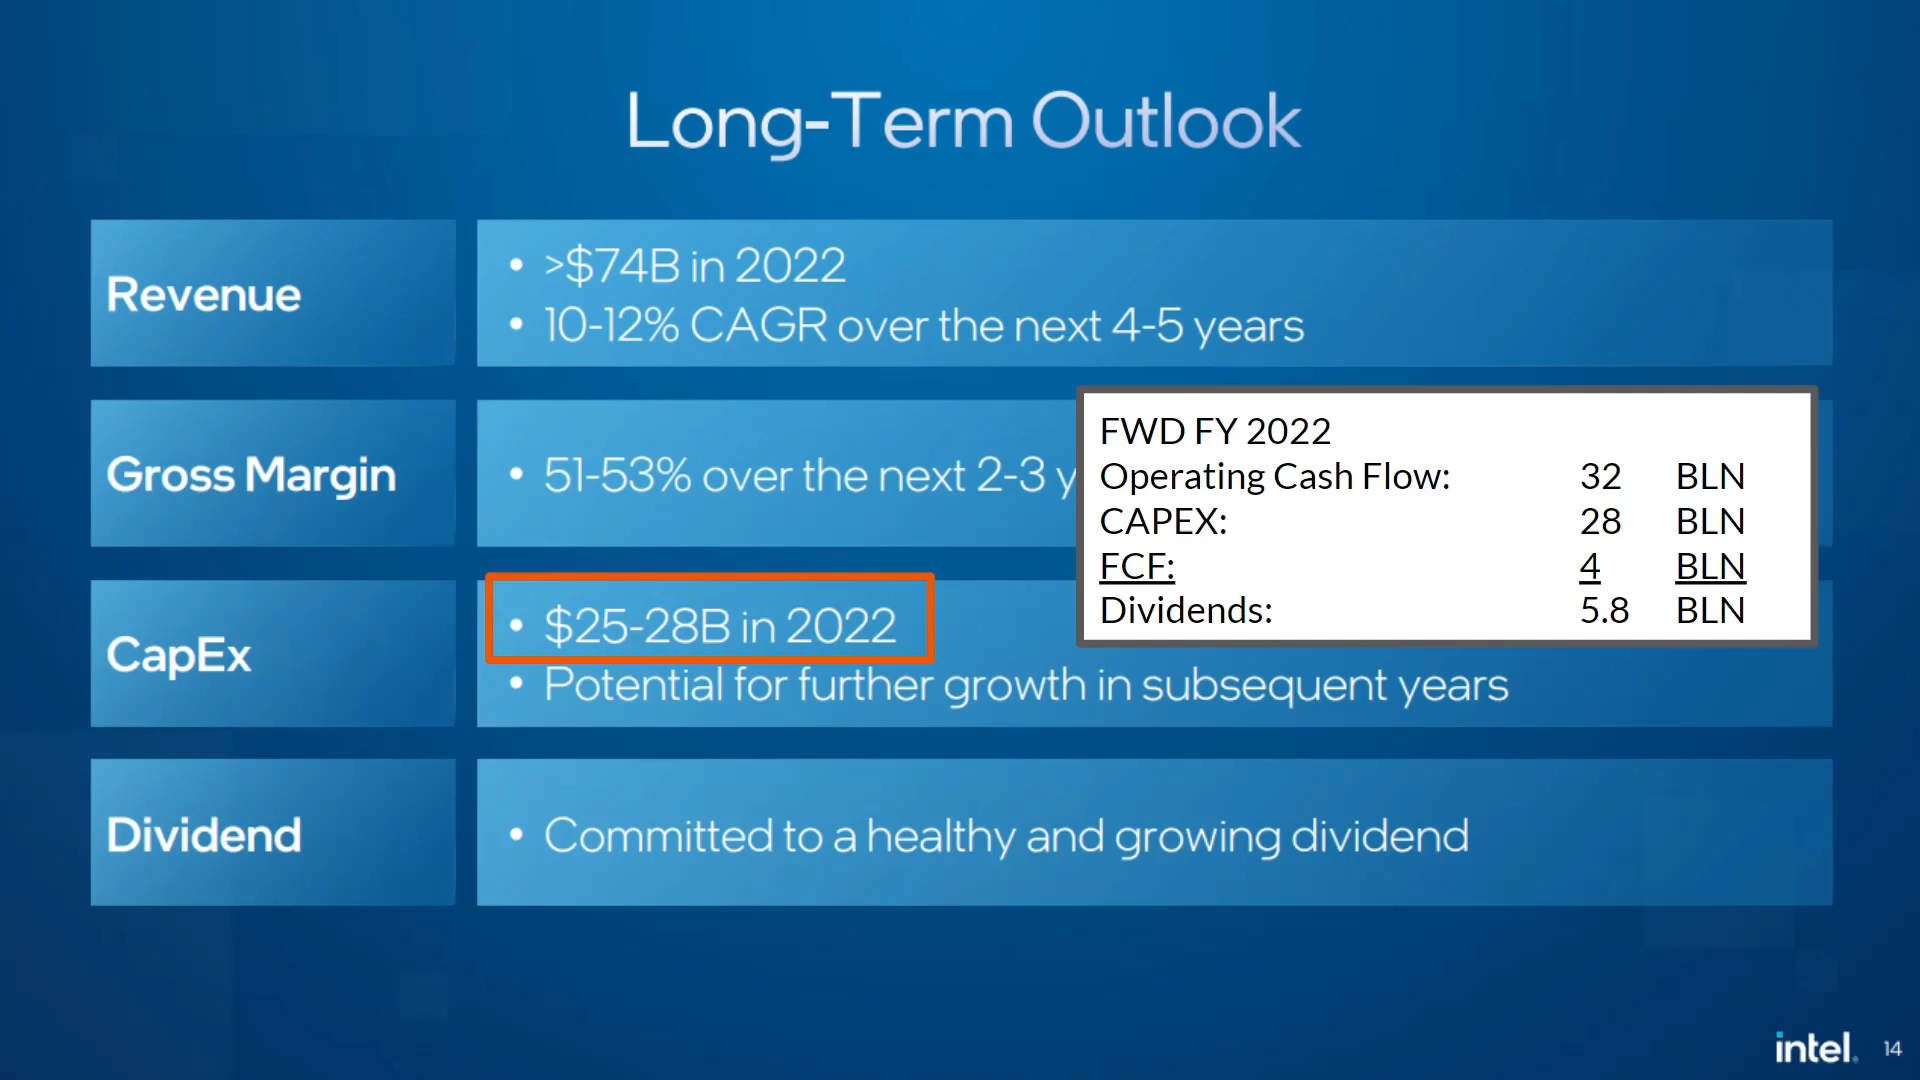 Long-Term Outlook
Revenue
• >$74B in 2022
• 10-12% CAGR over the next 4-5 years
Gross Margin
• 51-53% over the next 2-3 y
FWD FY 2022
Operating Cash Flow: 32 BLN
CAPEX: 28 BLN
FCF: 4 BLN
Dividends: 5.8 BLN
CapEx
• $25-28B in 2022
• Potential for further growth in subsequent years
Dividend
• Committed to a healthy and growing dividend
intel. 14